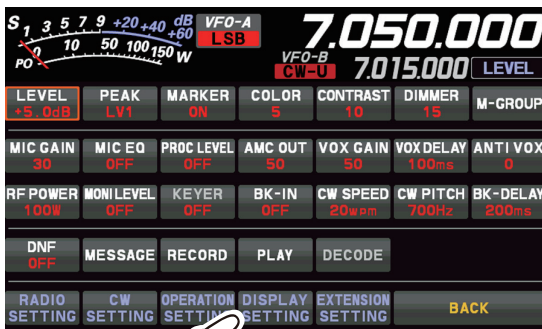 S 1 3 5 7 9 +20 +40 +60 dB
PO 0 10 50 100 150 W
VFO-A
LSB
7.050.000
VFO-B
CW-U
7.015.000
LEVEL
LEVEL PEAK MARKER COLOR CONTRAST DIMMER M-GROUP
+5.0dB LV1 ON 5 10 15
MIC GAIN MIC EQ PROC LEVEL AMC OUT VOX GAIN VOX DELAY ANTI VOX
30 OFF OFF 50 50 100ms 0
RF POWER MONI LEVEL KEYER BK-IN CW SPEED CW PITCH BK-DELAY
100W OFF OFF OFF 20wpm 700Hz 200ms
DNF MESSAGE RECORD PLAY DECODE
OFF
RADIO CW OPERATION DISPLAY EXTENSION BACK
SETTING SETTING SETTING SETTING SETTING